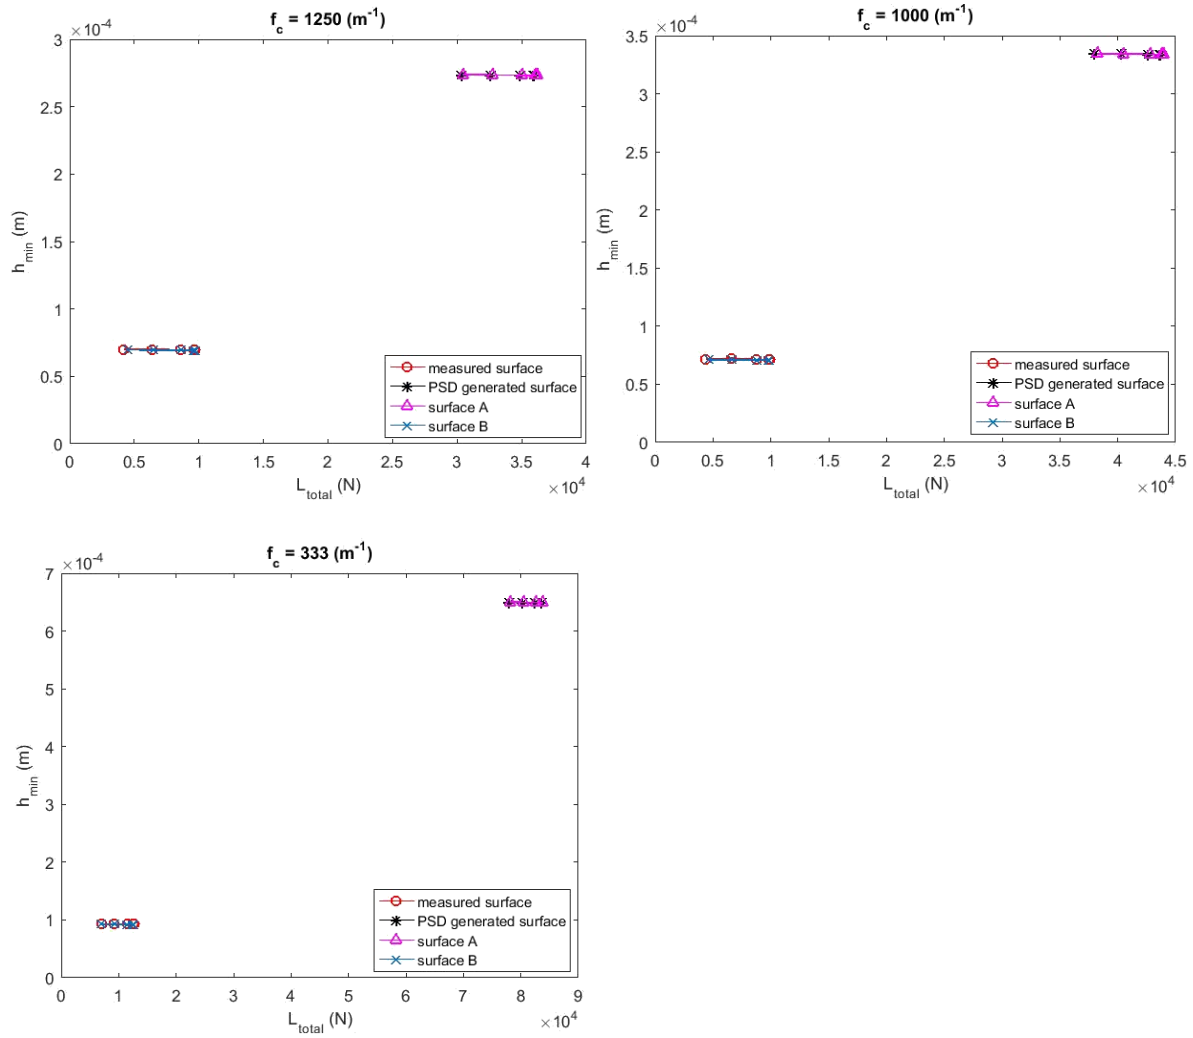 f_c = 1250 (m^-1)
×10^-4
3
2.5
2
1.5
1
0.5
0
h_min (m)
0 0.5 1 1.5 2 2.5 3 3.5 4
L_total (N)
×10^4
measured surface
PSD generated surface
surface A
surface B
f_c = 1000 (m^-1)
×10^-4
3.5
3
2.5
2
1.5
1
0.5
0
h_min (m)
0 0.5 1 1.5 2 2.5 3 3.5 4 4.5
L_total (N)
×10^4
measured surface
PSD generated surface
surface A
surface B
f_c = 333 (m^-1)
×10^-4
7
6
5
4
3
2
1
0
h_min (m)
0 1 2 3 4 5 6 7 8 9
L_total (N)
×10^4
measured surface
PSD generated surface
surface A
surface B